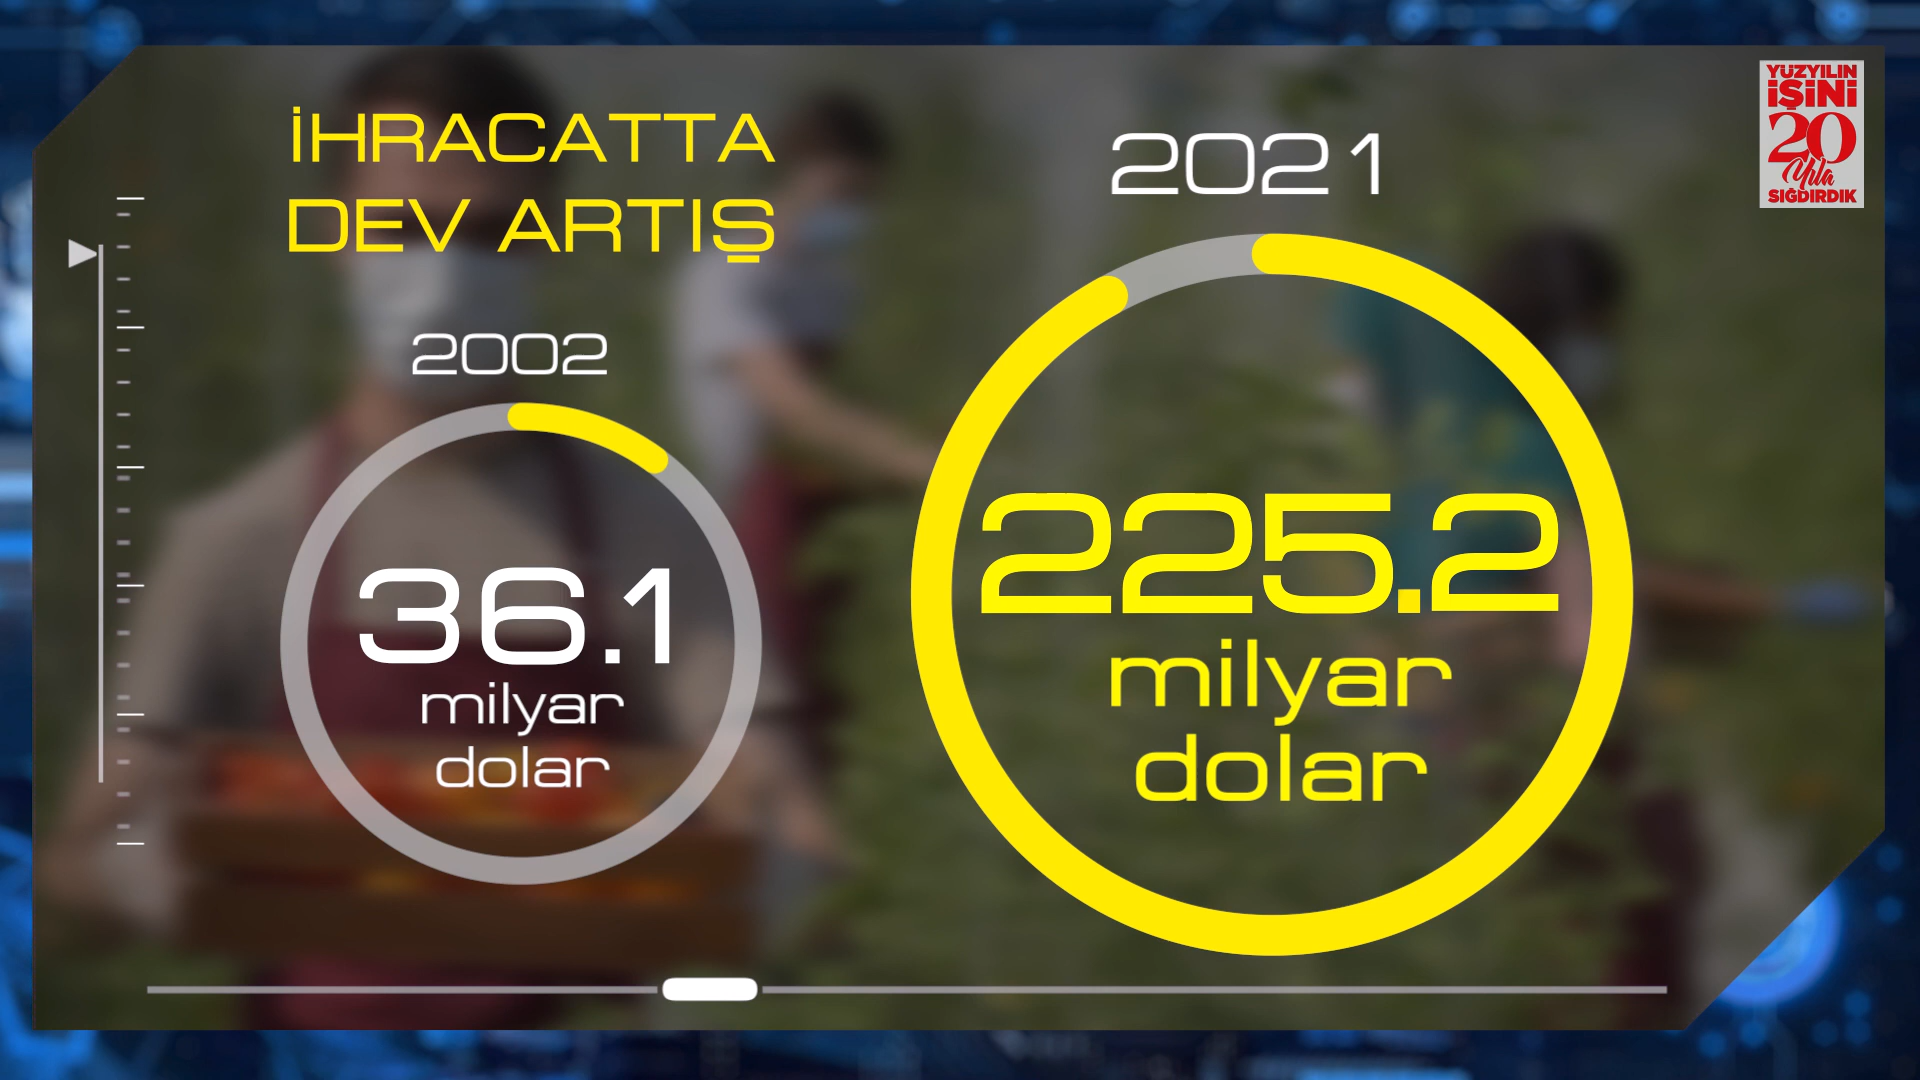 İHRACATTA
DEV ARTIŞ
2002
36.1
milyar
dolar
2021
225.2
milyar
dolar
YÜZYILIN
İŞİNİ
20
Yıla
SIĞDIRDIK